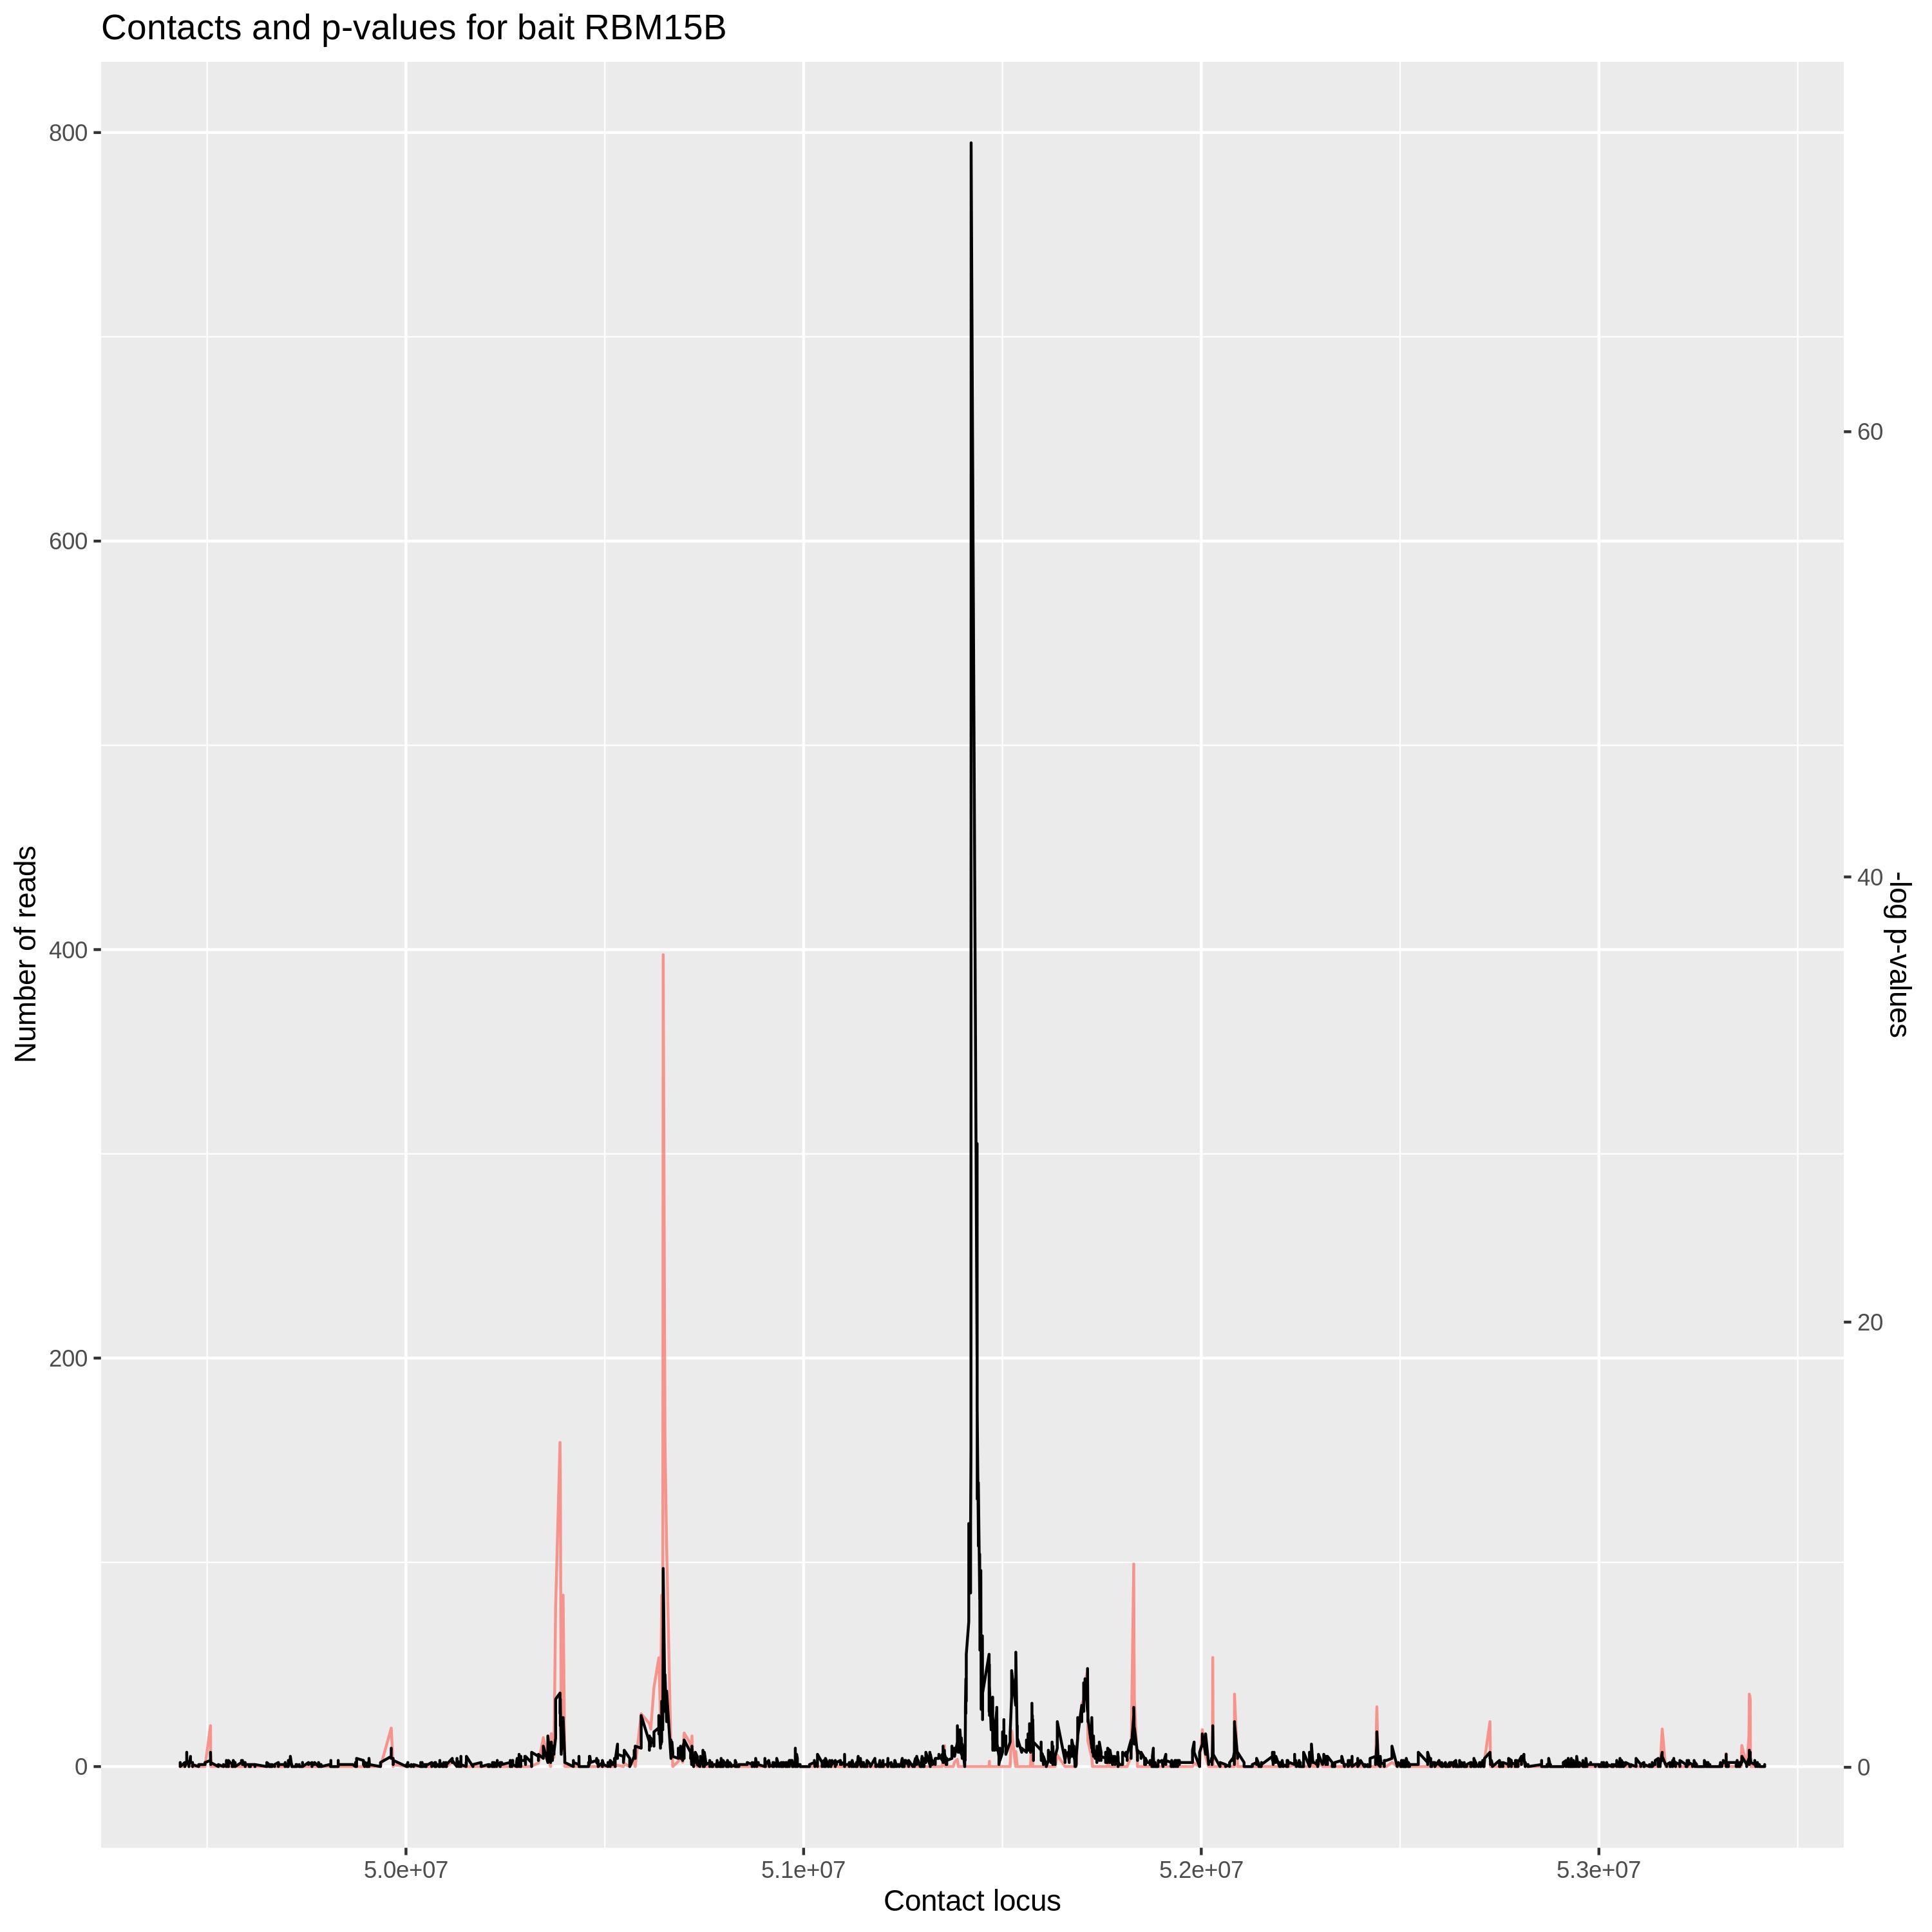 Contacts and p-values for bait RBM15B
800
600
400
200
0
Number of reads
60
40
20
0
-log p-values
5.0e+07
5.1e+07
5.2e+07
5.3e+07
Contact locus